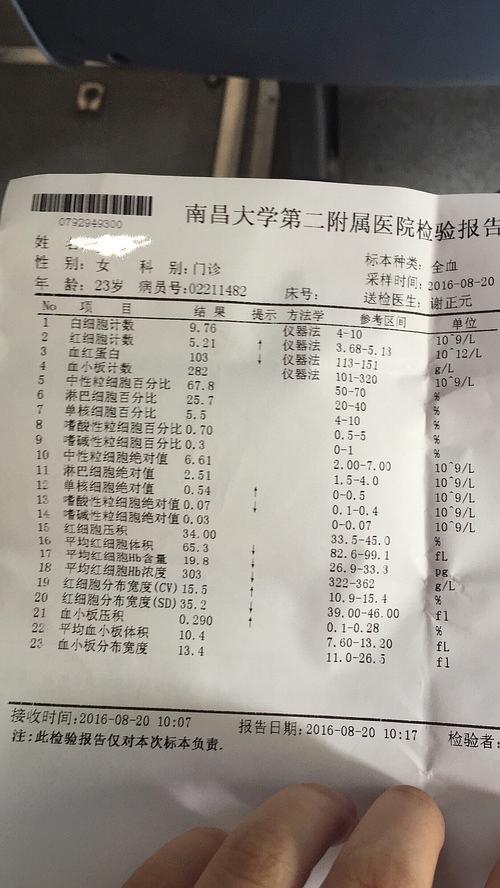 0792949300
南昌大学第二附属医院检验报告
姓
标本种类: 全血
性 别: 女 科 别: 门诊
采样时间: 2016-08-20
年 龄: 23岁 病员号: 02211482 床号:
送检医生: 谢正元
No 项 目 结 果 提示 方法学 参考区间 单位
1 白细胞计数 9.76 仪器法 4-10 10^9/L
2 红细胞计数 5.21 ↑ 仪器法 3.68-5.13 10^12/L
3 血红蛋白 103 ↓ 仪器法 113-151 g/L
4 血小板计数 282 仪器法 101-320 10^9/L
5 中性粒细胞百分比 67.8 50-70 %
6 淋巴细胞百分比 25.7 20-40 %
7 单核细胞百分比 5.5 4-10 %
8 嗜酸性粒细胞百分比 0.70 0.5-5 %
9 嗜碱性粒细胞百分比 0.3 0-1 %
10 中性粒细胞绝对值 6.61 2.00-7.00 10^9/L
11 淋巴细胞绝对值 2.51 1.5-4.0 10^9/L
12 单核细胞绝对值 0.54 ↑ 0-0.5 10^9/L
13 嗜酸性粒细胞绝对值 0.07 ↓ 0.1-0.4 10^9/L
14 嗜碱性粒细胞绝对值 0.03 0-0.07 10^9/L
15 红细胞压积 34.00 33.5-45.0 %
16 平均红细胞体积 65.3 ↓ 82.6-99.1 fL
17 平均红细胞Hb含量 19.8 ↓ 26.9-33.3 pg
18 平均红细胞Hb浓度 303 ↓ 322-362 g/L
19 红细胞分布宽度(CV) 15.5 ↑ 10.9-15.4 %
20 红细胞分布宽度(SD) 35.2 ↓ 39.00-46.00 fl
21 血小板压积 0.290 ↑ 0.1-0.28 %
22 平均血小板体积 10.4 7.60-13.20 fL
23 血小板分布宽度 13.4 11.0-26.5 fl
接收时间: 2016-08-20 10:07 报告日期: 2016-08-20 10:17 检验者:
注: 此检验报告仅对本次标本负责.